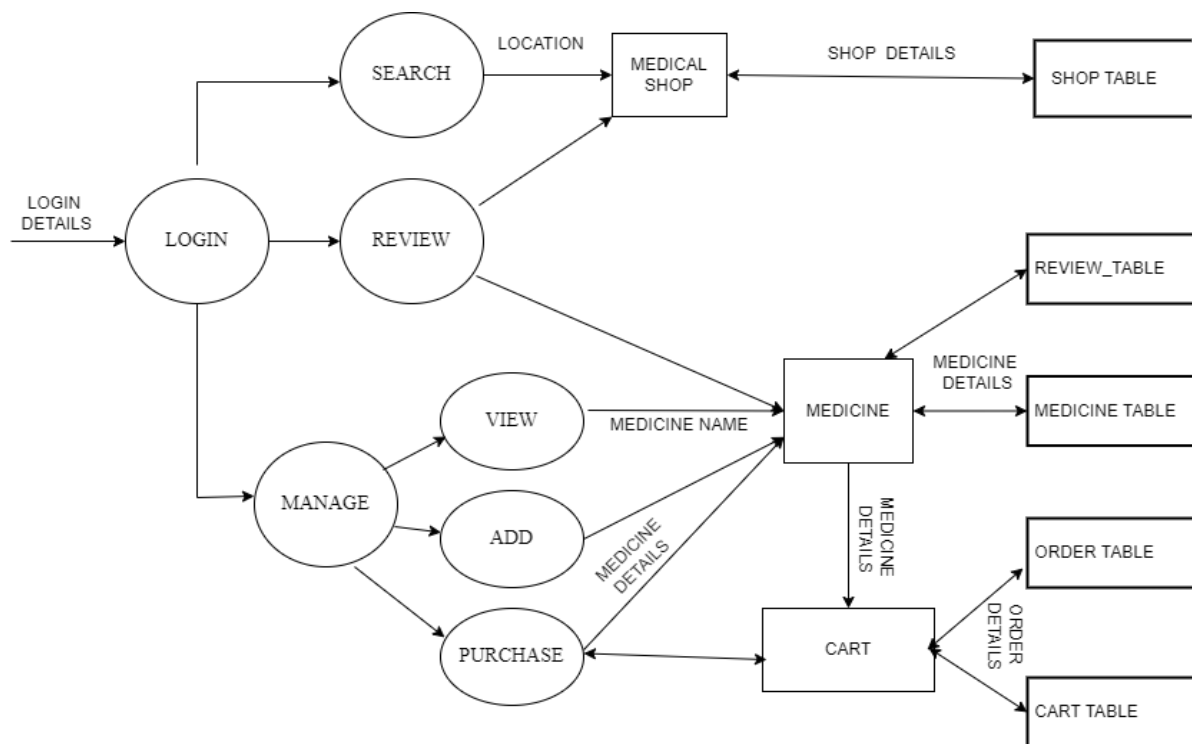 LOCATION
SHOP DETAILS
SEARCH
MEDICAL
SHOP
SHOP TABLE
LOGIN
DETAILS
LOGIN
REVIEW
REVIEW_TABLE
MEDICINE
DETAILS
VIEW
MEDICINE NAME
MEDICINE
MEDICINE TABLE
MANAGE
ADD
MEDICINE
DETAILS
MEDICINE
DETAILS
ORDER TABLE
PURCHASE
CART
ORDER
DETAILS
CART TABLE